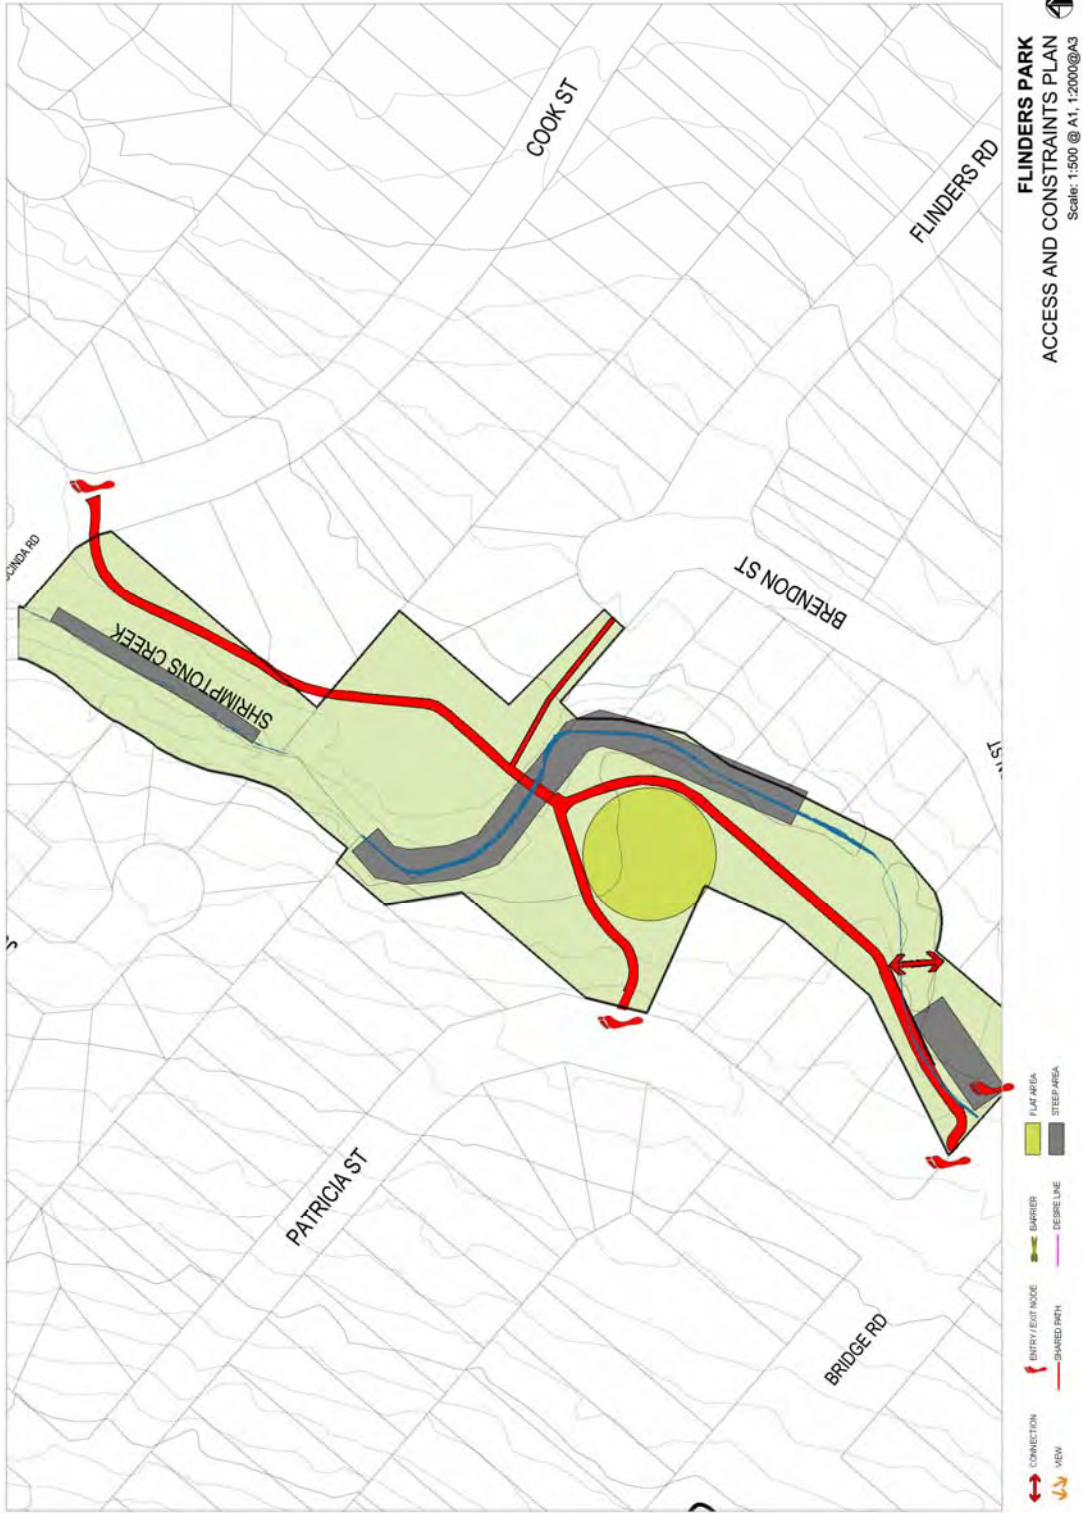 FLINDERS PARK
ACCESS AND CONSTRAINTS PLAN
Scale: 1:500 @ A1, 1:2000@A3
COOK ST
FLINDERS RD
SHRIMPTONS CREEK
BRENDON ST
PATRICIA ST
BRIDGE RD
CONNECTION
ENTRY / EXIT NODE
BARRIER
FLAT AREA
VIEW
SHARED PATH
DESIRE LINE
STEEP AREA